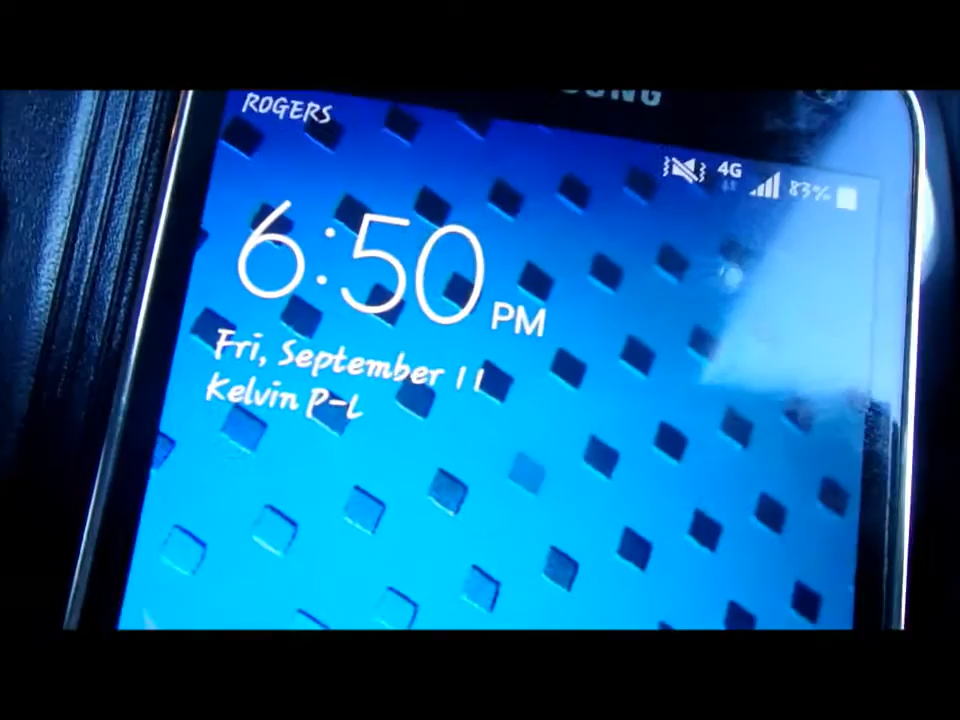 ROGERS
4G
83%
6:50 PM
Fri, September 11
Kelvin P-L